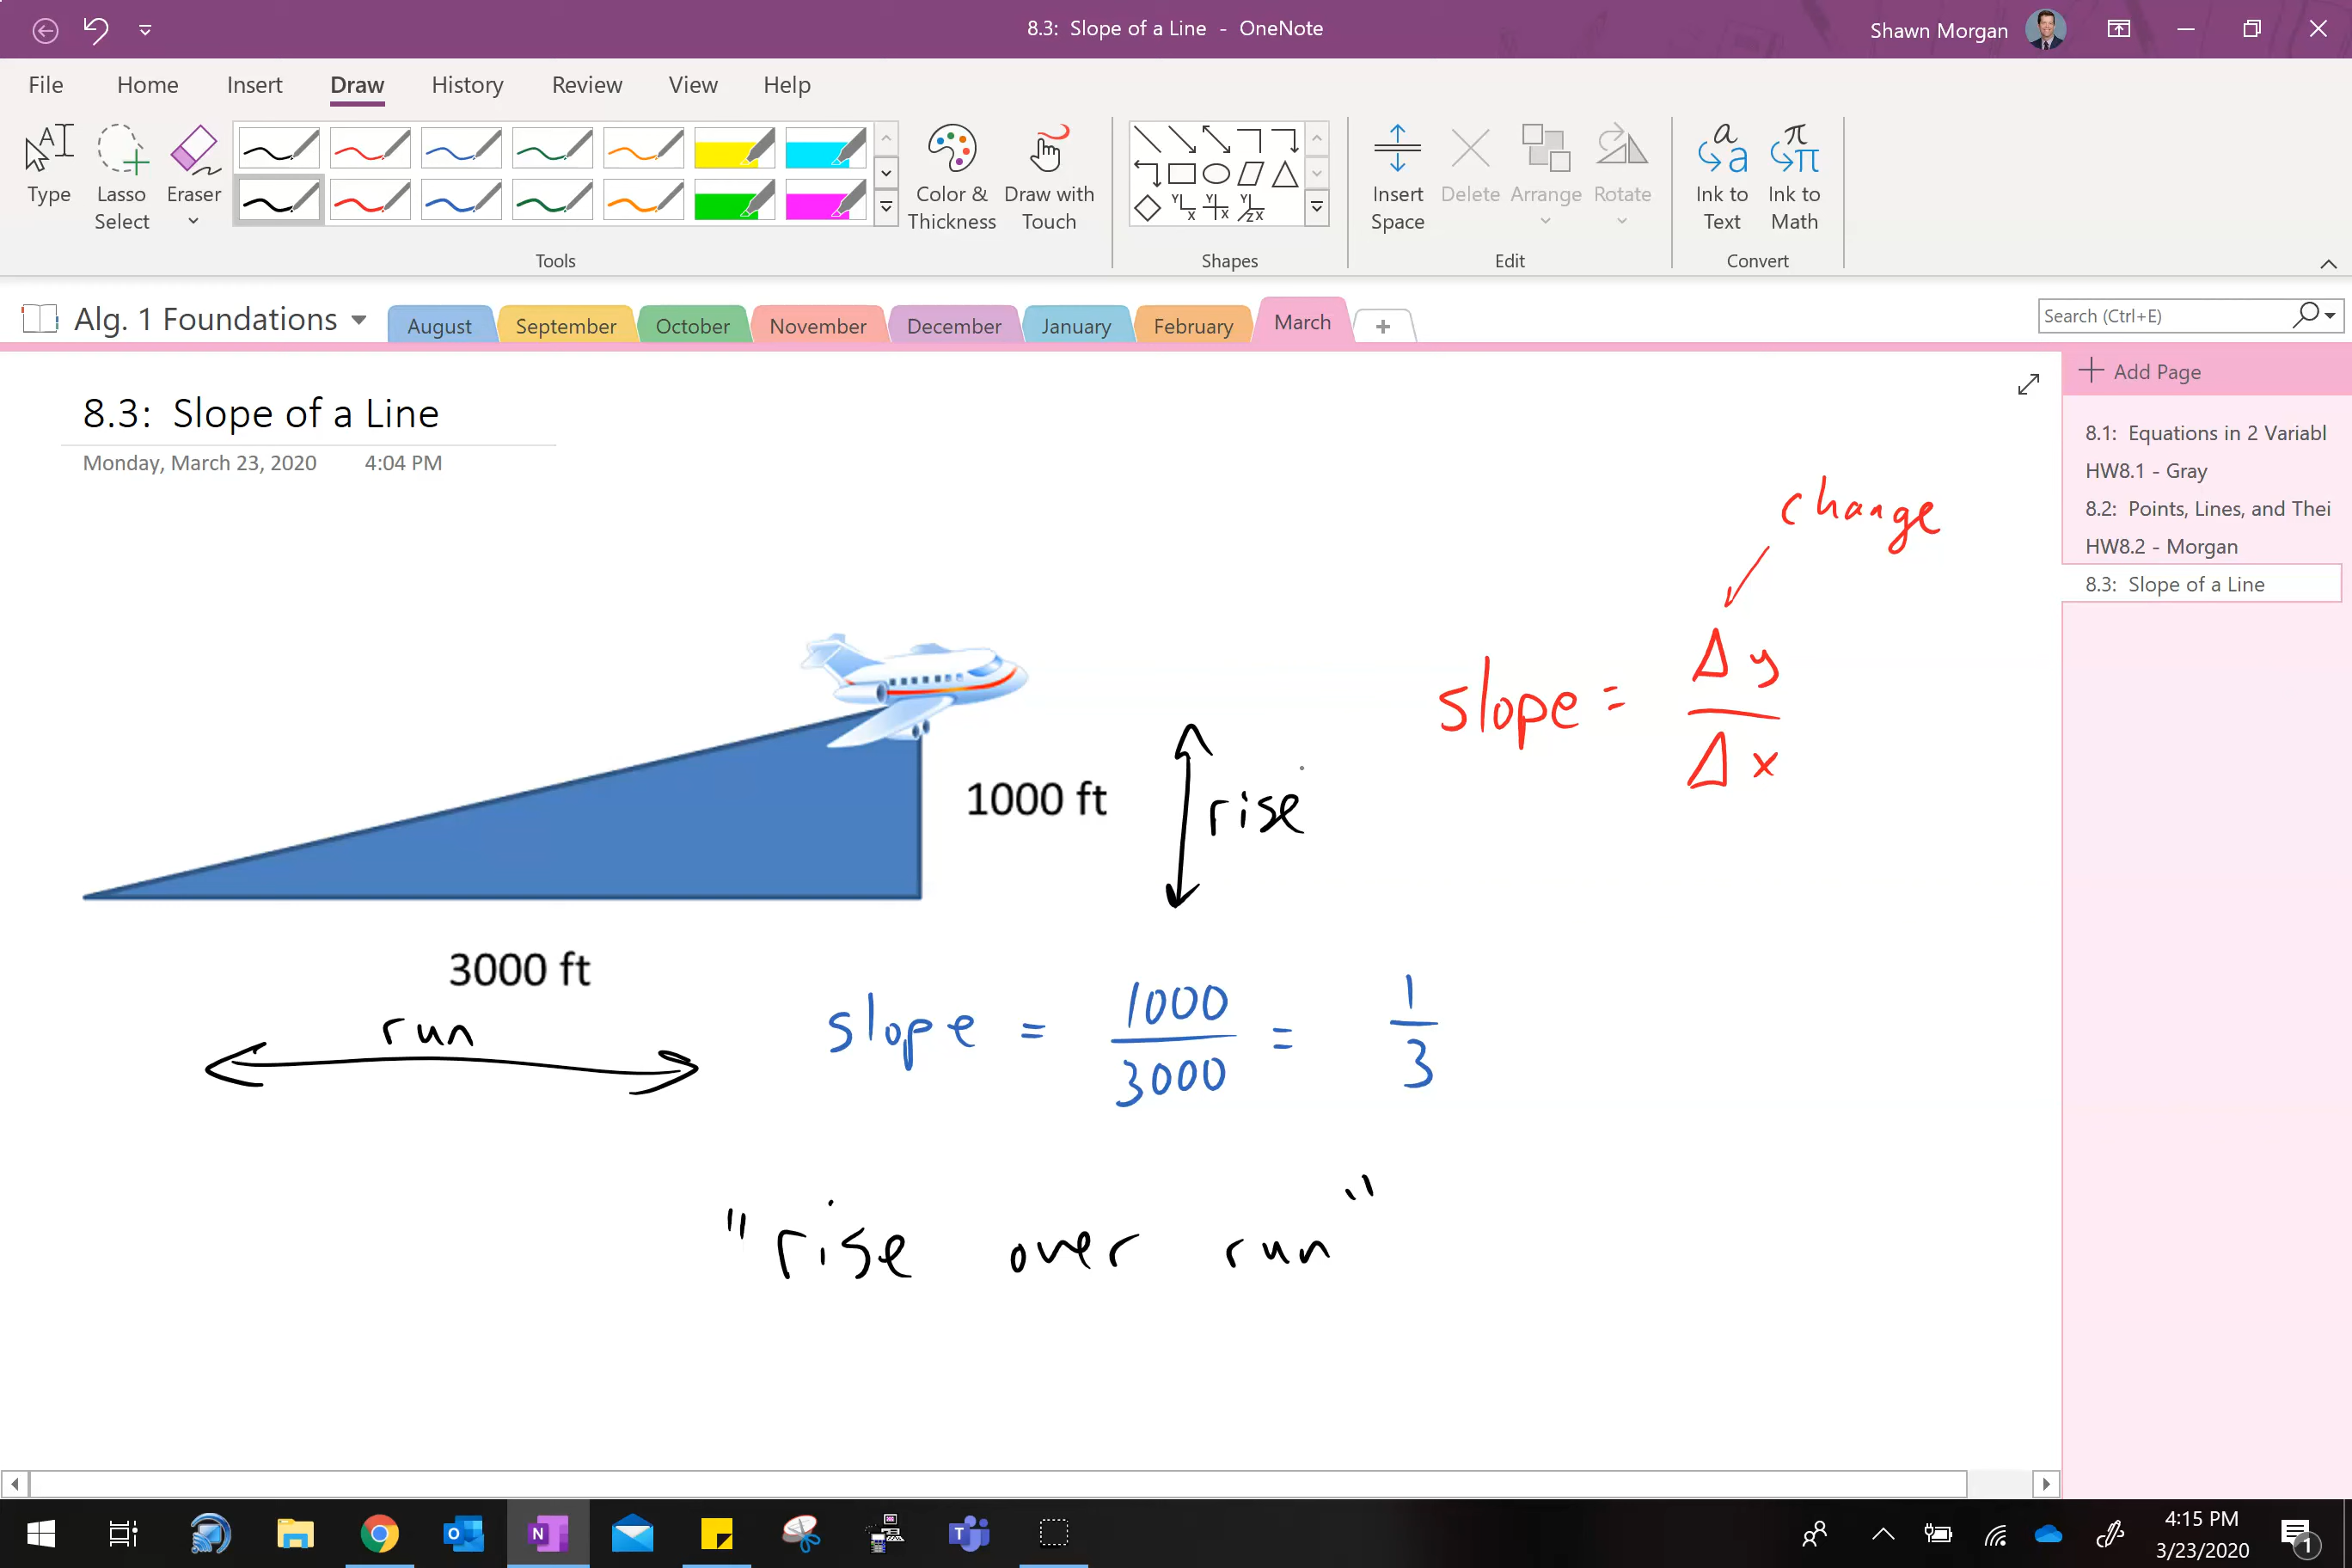 8.3: Slope of a Line - OneNote
Shawn Morgan
File Home Insert Draw History Review View Help
Type
Lasso Select
Eraser
Color & Thickness
Draw with Touch
Tools
Shapes
Insert Space
Delete
Arrange
Rotate
Edit
Ink to Text
Ink to Math
Convert
Alg. 1 Foundations
August September October November December January February March +
Search (Ctrl+E)
Add Page
8.1: Equations in 2 Variabl
HW8.1 - Gray
8.2: Points, Lines, and Thei
HW8.2 - Morgan
8.3: Slope of a Line
8.3: Slope of a Line
Monday, March 23, 2020 4:04 PM
change
slope = Δy
Δx
1000 ft
rise
3000 ft
run
slope = 1000 = 1
3000 3
"rise over run"
4:15 PM
3/23/2020
1